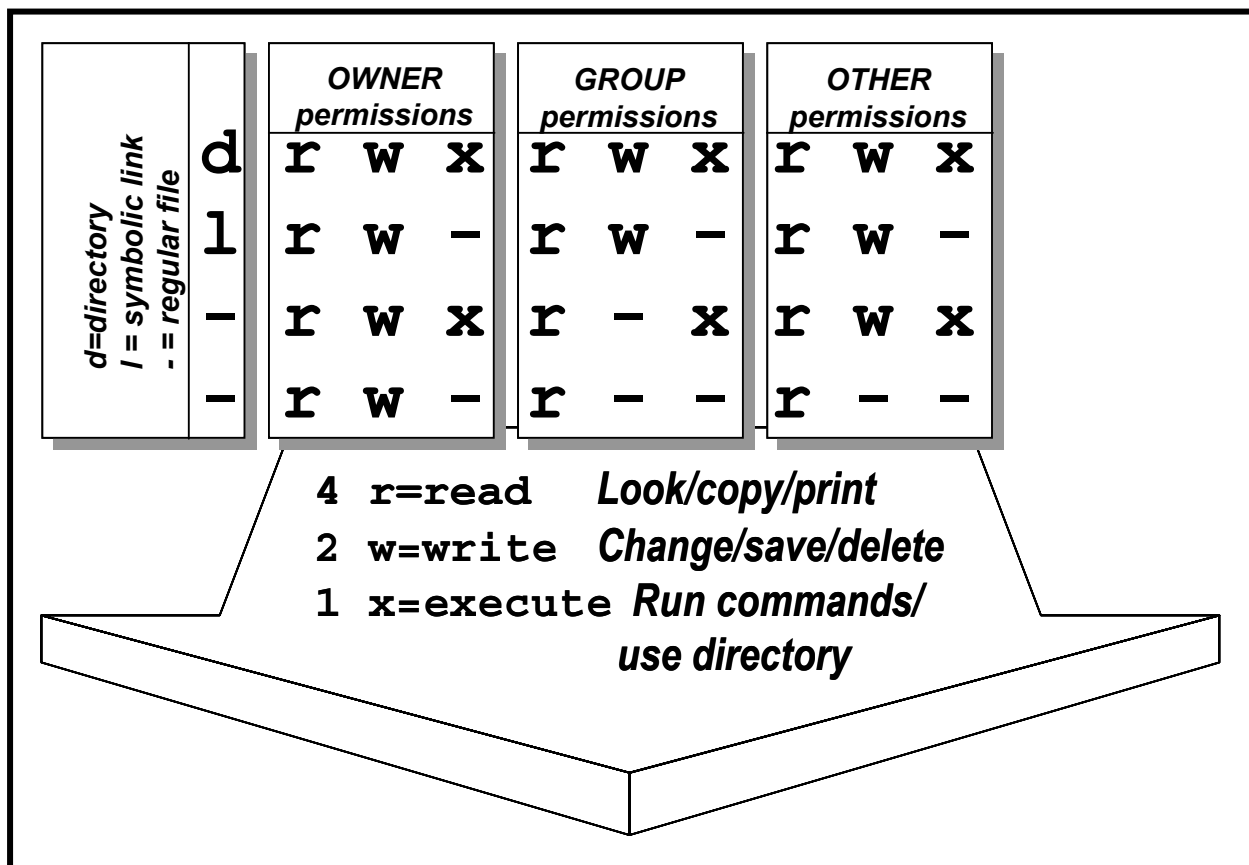 d=directory
l = symbolic link
- = regular file
OWNER GROUP OTHER
permissions permissions permissions
d r w x r w x r w x
l r w - r w - r w -
- r w x r - x r w x
- r w - r - - r - -
4 r=read Look/copy/print
2 w=write Change/save/delete
1 x=execute Run commands/
use directory